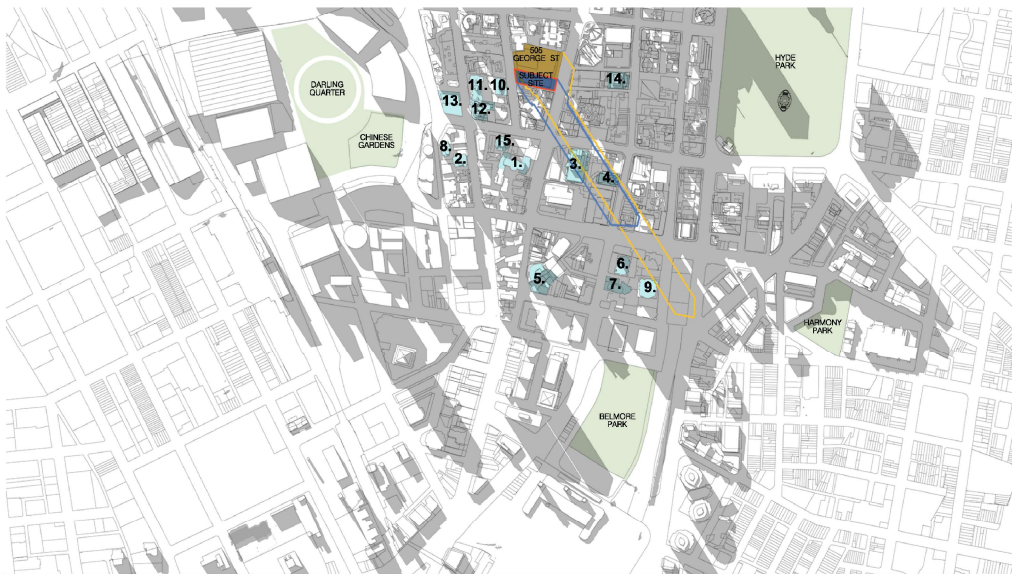 505
GEORGE ST
SUBJECT
SITE
HYDE
PARK
DARLING
QUARTER
CHINESE
GARDENS
14.
11.
10.
13.
12.
8.
2.
15.
1.
3.
4.
5.
6.
7.
9.
HARMONY
PARK
BELMORE
PARK